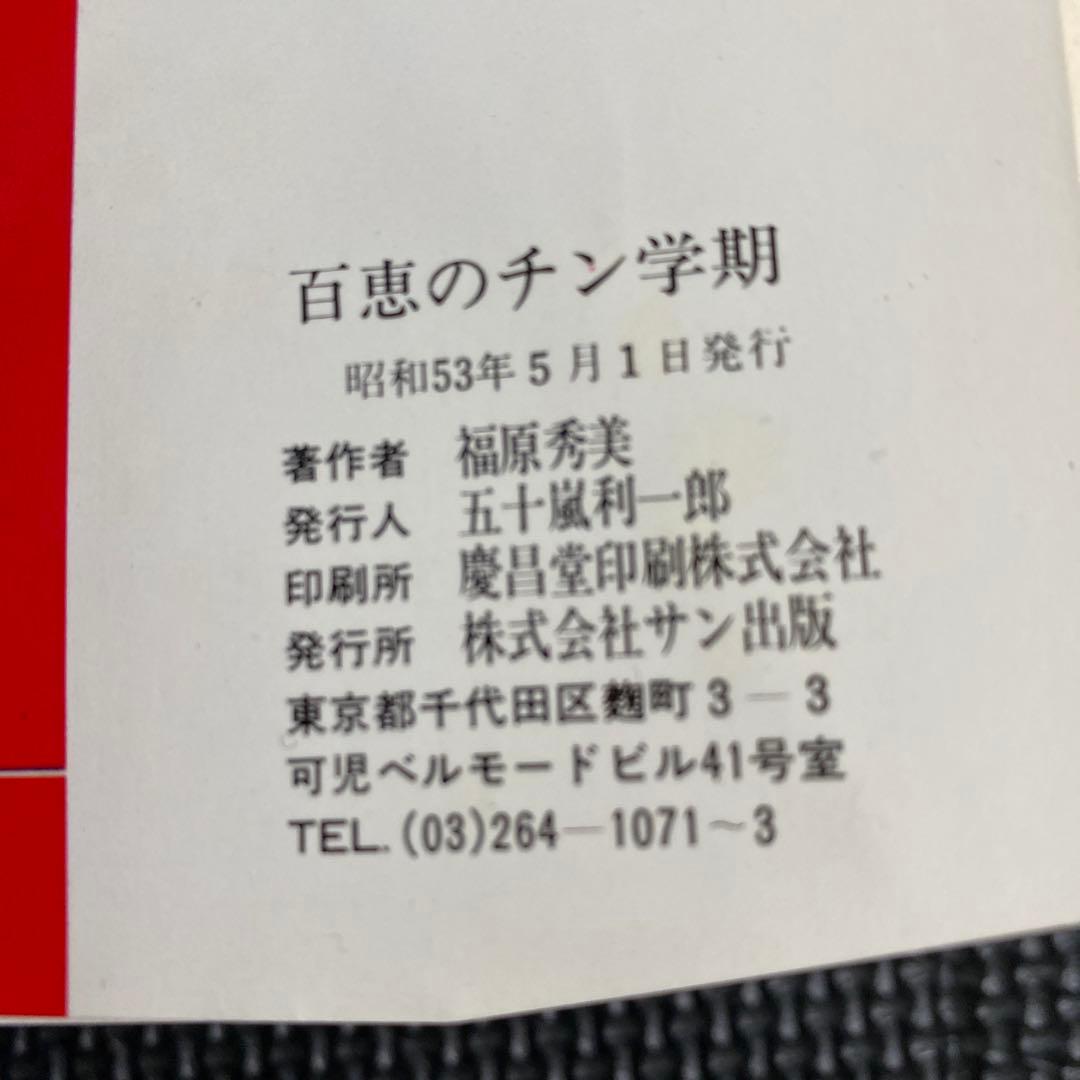 百恵のチン学期
昭和53年5月1日発行
著作者 福原秀美
発行人 五十嵐利一郎
印刷所 慶昌堂印刷株式会社
発行所 株式会社サン出版
東京都千代田区麹町3―3
可児ベルモードビル41号室
TEL.(03)264―1071~3